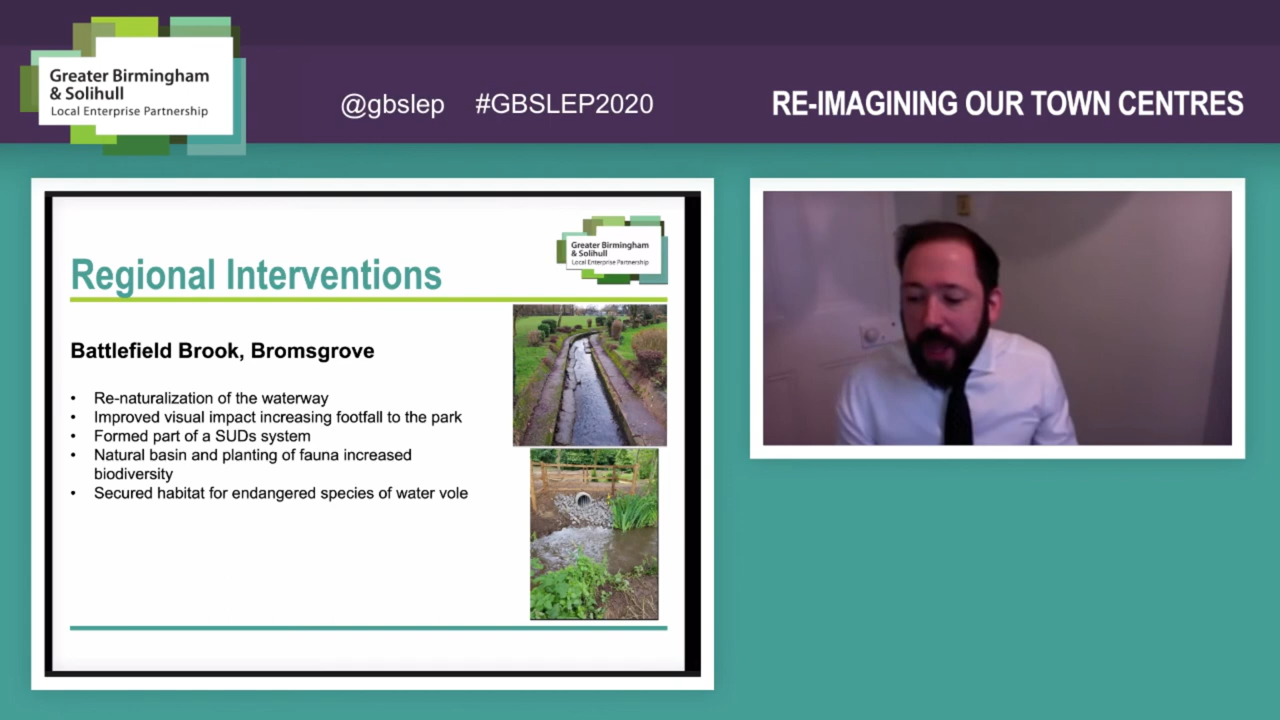 Greater Birmingham
& Solihull
Local Enterprise Partnership
@gbslep #GBSLEP2020
RE-IMAGINING OUR TOWN CENTRES
Greater Birmingham
& Solihull
Local Enterprise Partnership
Regional Interventions
Battlefield Brook, Bromsgrove
• Re-naturalization of the waterway
• Improved visual impact increasing footfall to the park
• Formed part of a SUDs system
• Natural basin and planting of fauna increased
biodiversity
• Secured habitat for endangered species of water vole